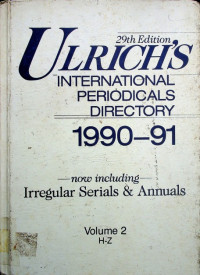 29th Edition
ULRICH'S
INTERNATIONAL
PERIODICALS
DIRECTORY
1990–91
—now including—
Irregular Serials & Annuals
Volume 2
H-Z